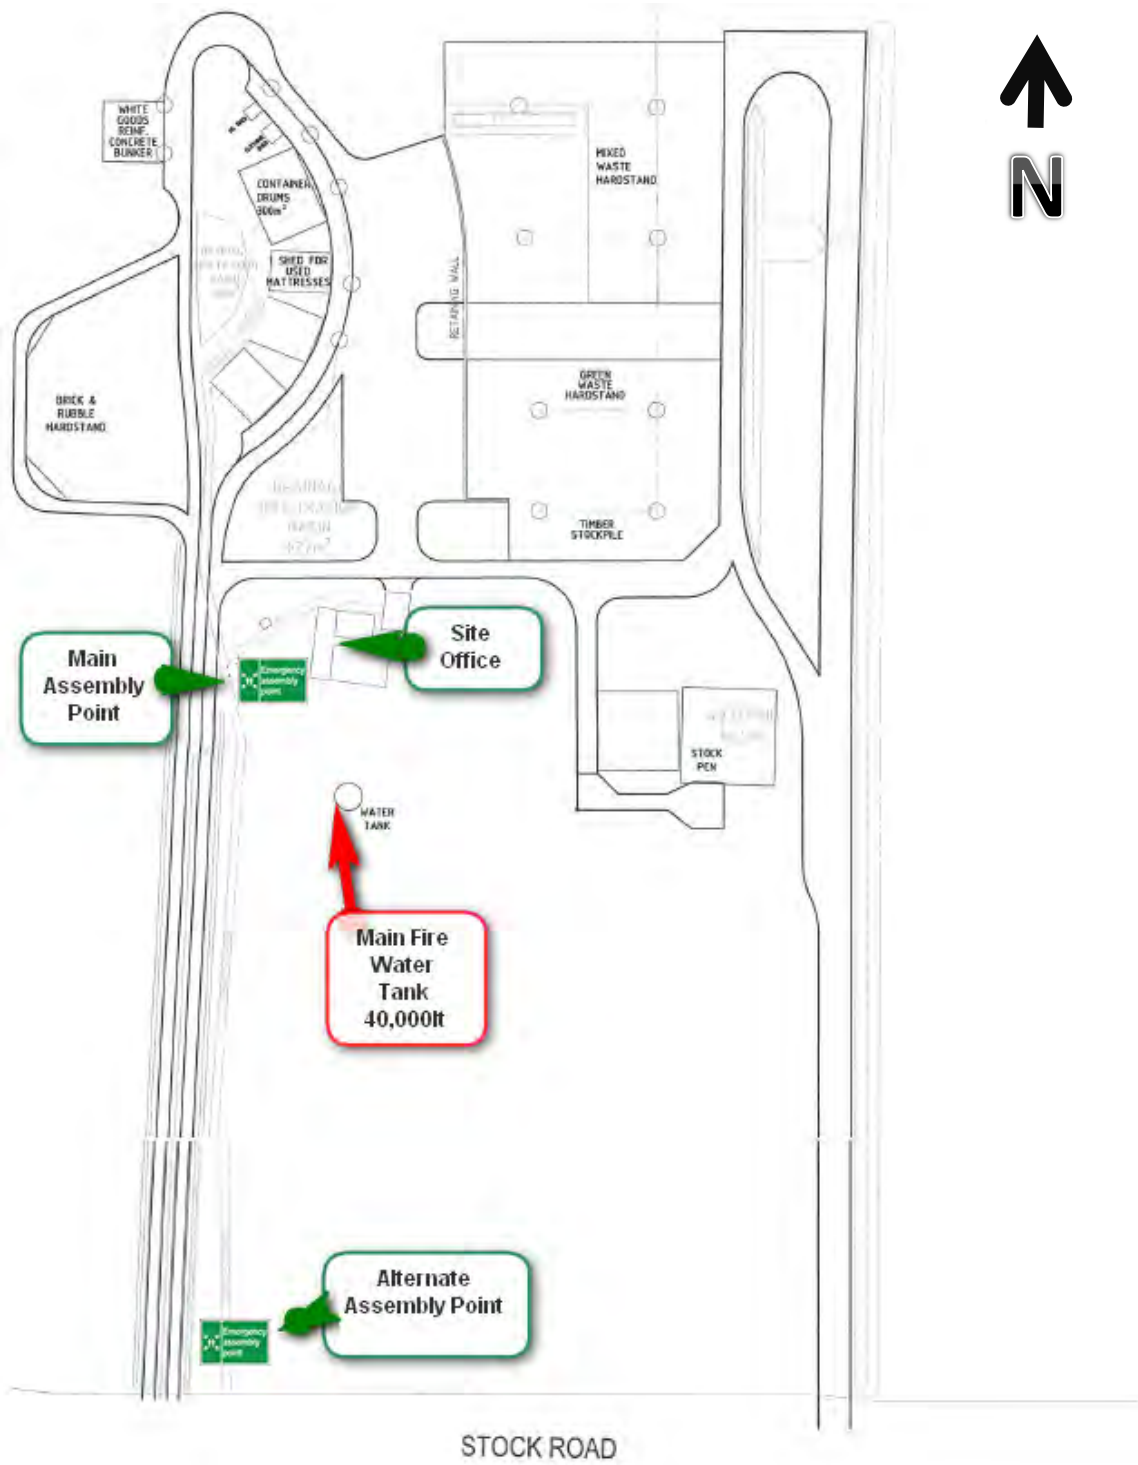 N
WHITE
GOODS
REINF.
CONCRETE
BUNKER
CONTAINER
DRUMS
300m²
SHED FOR
USED
MATTRESSES
MIXED
WASTE
HARDSTAND
RETAINING WALL
GREEN
WASTE
HARDSTAND
BRICK &
RUBBLE
HARDSTAND
BASIN
TIMBER
STOCKPILE
Site
Office
Main
Assembly
Point
Emergency
assembly
point
STOCK
PEN
WATER
TANK
Main Fire
Water
Tank
40,000lt
Alternate
Assembly Point
Emergency
assembly
point
STOCK ROAD